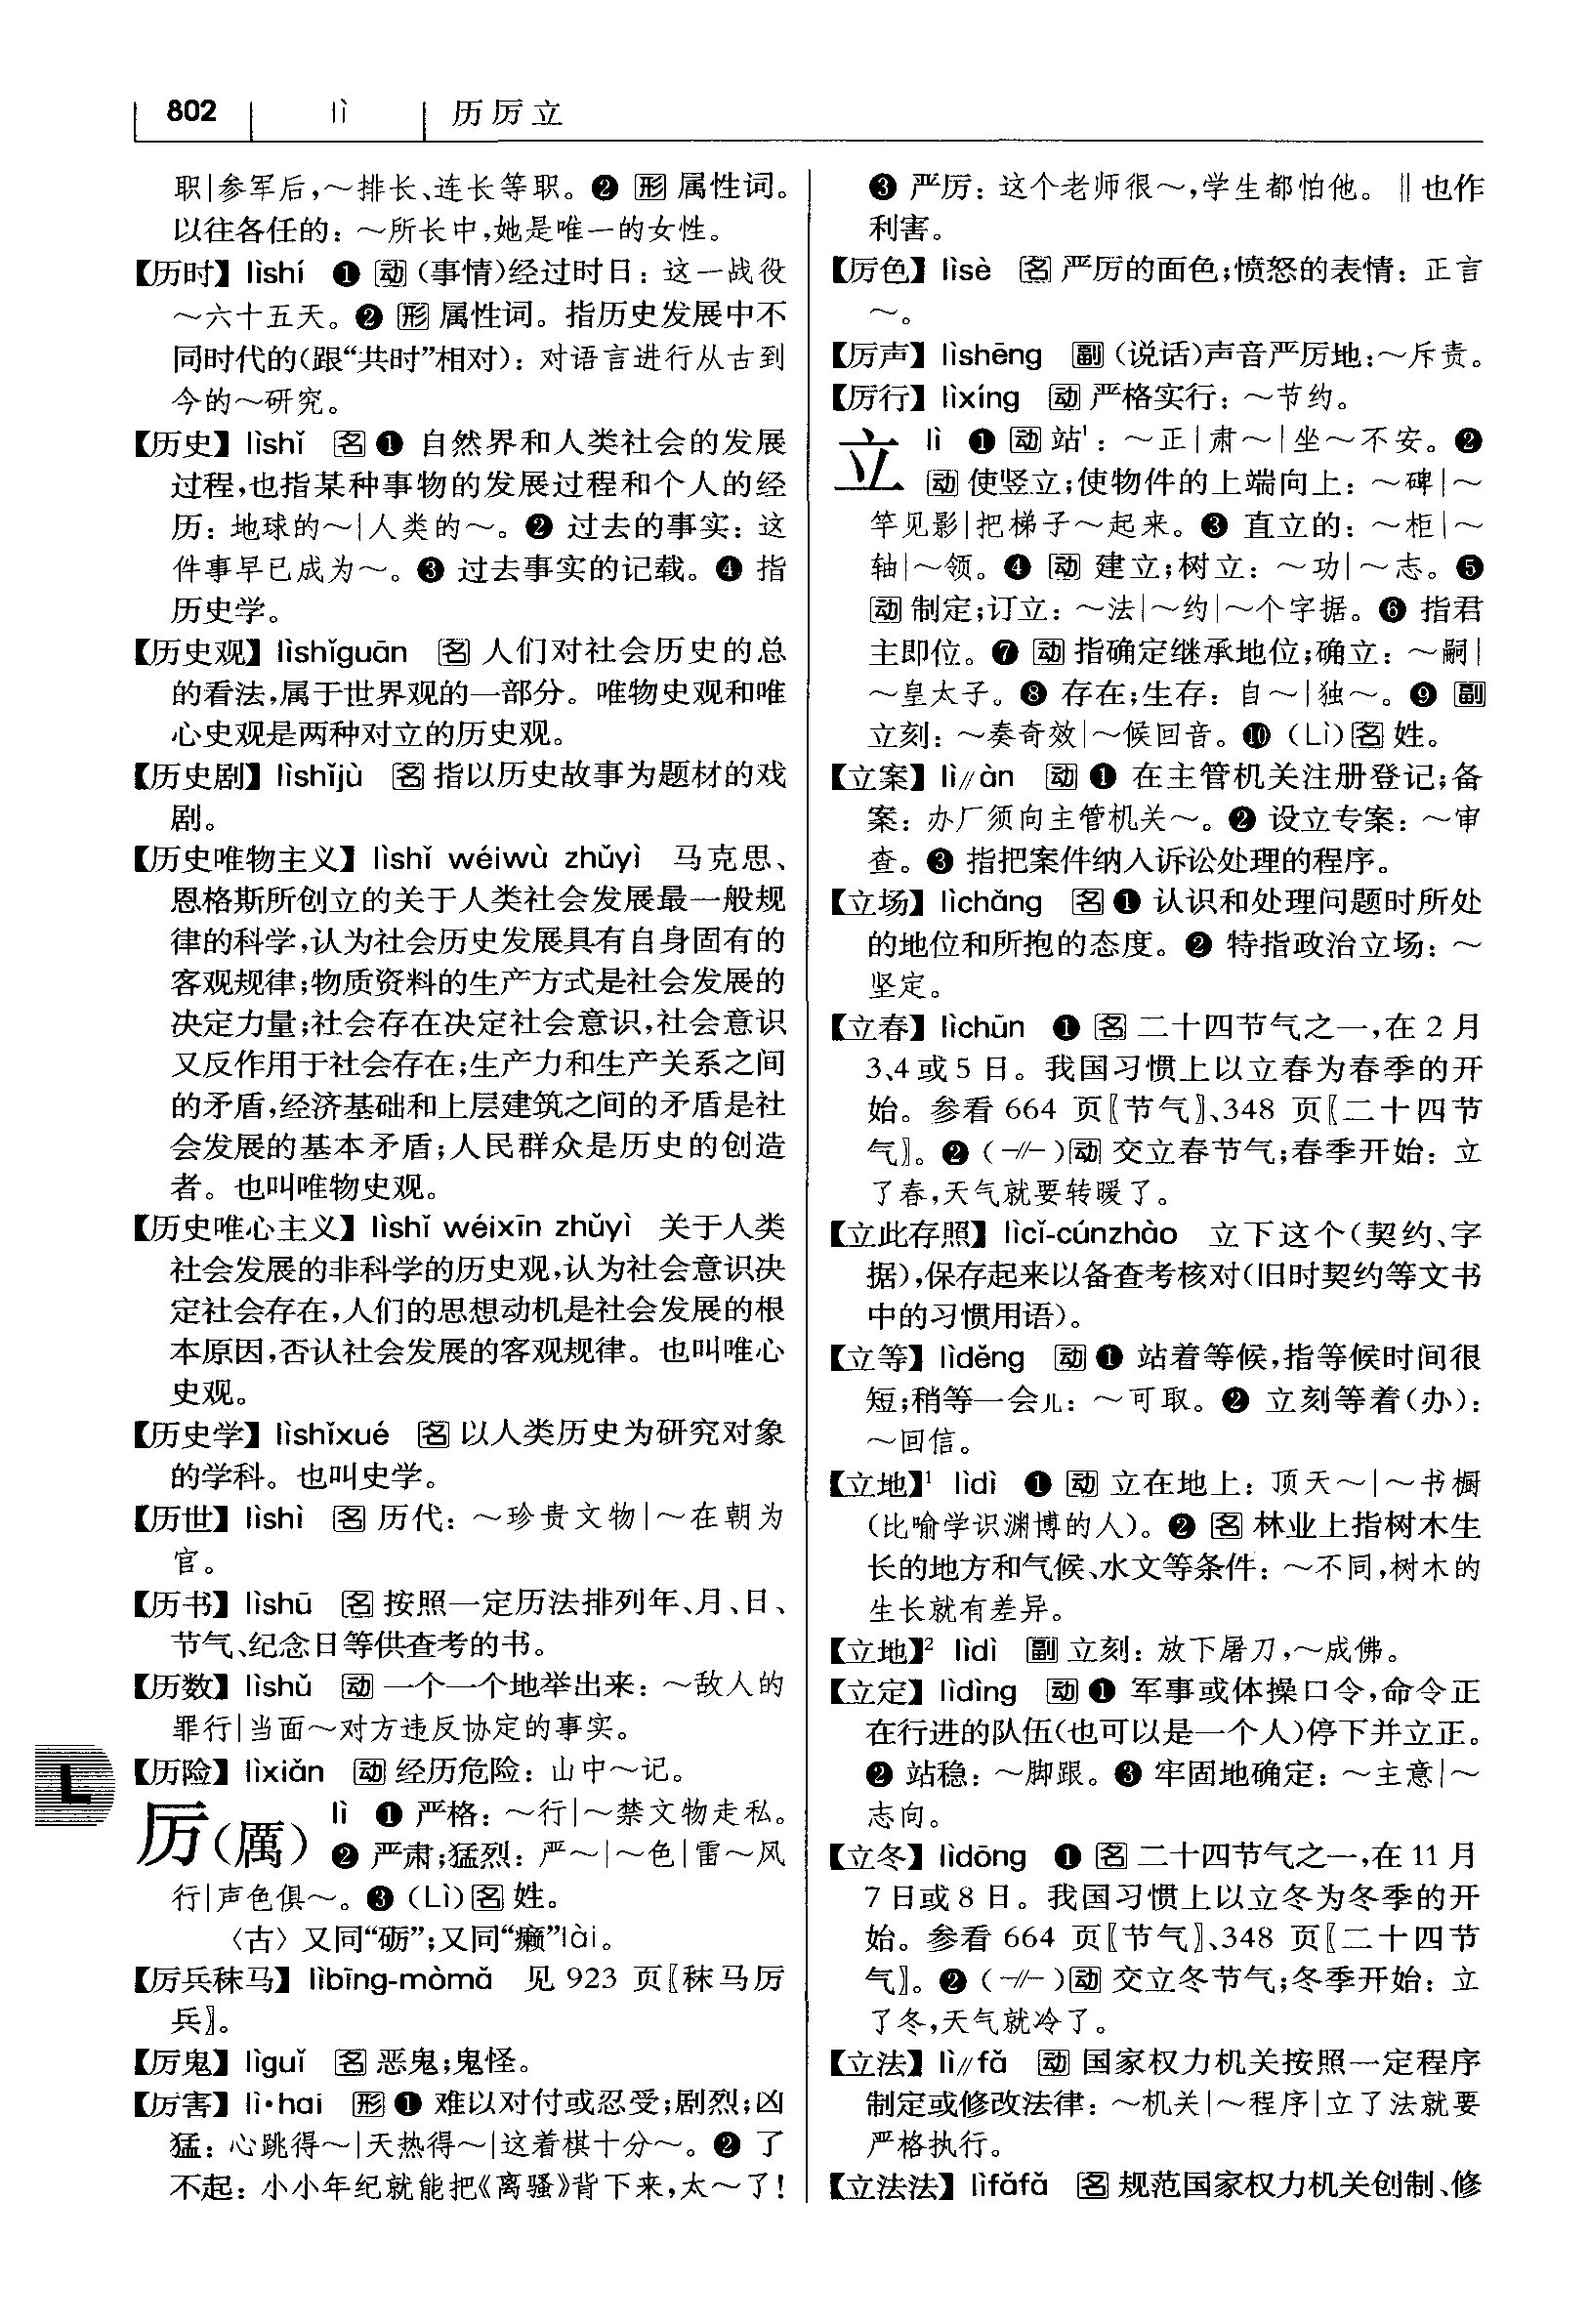 802 lì 历厉立
职|参军后,～排长、连长等职。❷ 形 属性词。
以往各任的：～所长中,她是唯一的女性。
【历时】lìshí ❶ 动 (事情)经过时日：这一战役
～六十五天。❷ 形 属性词。指历史发展中不
同时代的(跟“共时”相对)：对语言进行从古到
今的～研究。
【历史】lìshǐ 名 ❶ 自然界和人类社会的发展
过程,也指某种事物的发展过程和个人的经
历：地球的～|人类的～。❷ 过去的事实：这
件事早已成为～。❸ 过去事实的记载。❹ 指
历史学。
【历史观】lìshǐguān 名 人们对社会历史的总
的看法,属于世界观的一部分。唯物史观和唯
心史观是两种对立的历史观。
【历史剧】lìshǐjù 名 指以历史故事为题材的戏
剧。
【历史唯物主义】lìshǐ wéiwù zhǔyì 马克思、
恩格斯所创立的关于人类社会发展最一般规
律的科学,认为社会历史发展具有自身固有的
客观规律;物质资料的生产方式是社会发展的
决定力量;社会存在决定社会意识,社会意识
又反作用于社会存在;生产力和生产关系之间
的矛盾,经济基础和上层建筑之间的矛盾是社
会发展的基本矛盾;人民群众是历史的创造
者。也叫唯物史观。
【历史唯心主义】lìshǐ wéixīn zhǔyì 关于人类
社会发展的非科学的历史观,认为社会意识决
定社会存在,人们的思想动机是社会发展的根
本原因,否认社会发展的客观规律。也叫唯心
史观。
【历史学】lìshǐxué 名 以人类历史为研究对象
的学科。也叫史学。
【历世】lìshì 名 历代：～珍贵文物|～在朝为
官。
【历书】lìshū 名 按照一定历法排列年、月、日、
节气、纪念日等供查考的书。
【历数】lìshǔ 动 一个一个地举出来：～敌人的
罪行|当面～对方违反协定的事实。
【历险】lìxiǎn 动 经历危险：山中～记。
L
厉(厲) lì ❶ 严格：～行|～禁文物走私。
❷ 严肃;猛烈：严～|～色|雷～风
行|声色俱～。❸ (Lì) 名 姓。
〈古〉又同“砺”;又同“癞”lài。
【厉兵秣马】lìbīng-mòmǎ 见 923 页〖秣马厉
兵〗。
【厉鬼】lìguǐ 名 恶鬼;鬼怪。
【厉害】lì·hai 形 ❶ 难以对付或忍受;剧烈;凶
猛：心跳得～|天热得～|这着棋十分～。❷ 了
不起：小小年纪就能把《离骚》背下来,太～了!
❸ 严厉：这个老师很～,学生都怕他。‖也作
利害。
【厉色】lìsè 名 严厉的面色;愤怒的表情：正言
～。
【厉声】lìshēng 副 (说话)声音严厉地:～斥责。
【厉行】lìxíng 动 严格实行：～节约。
立 lì ❶ 动 站¹：～正|肃～|坐～不安。❷
动 使竖立;使物件的上端向上：～碑|～
竿见影|把梯子～起来。❸ 直立的：～柜|～
轴|～领。❹ 动 建立;树立：～功|～志。❺
动 制定;订立：～法|～约|～个字据。❻ 指君
主即位。❼ 动 指确定继承地位;确立：～嗣|
～皇太子。❽ 存在;生存：自～|独～。❾ 副
立刻：～奏奇效|～候回音。❿ (Lì) 名 姓。
【立案】lì//àn 动 ❶ 在主管机关注册登记;备
案：办厂须向主管机关～。❷ 设立专案：～审
查。❸ 指把案件纳入诉讼处理的程序。
【立场】lìchǎng 名 ❶ 认识和处理问题时所处
的地位和所抱的态度。❷ 特指政治立场：～
坚定。
【立春】lìchūn ❶ 名 二十四节气之一,在 2 月
3、4 或 5 日。我国习惯上以立春为春季的开
始。参看 664 页〖节气〗、348 页〖二十四节
气〗。❷ (-//-) 动 交立春节气;春季开始：立
了春,天气就要转暖了。
【立此存照】lìcǐ-cúnzhào 立下这个(契约、字
据),保存起来以备查考核对(旧时契约等文书
中的习惯用语)。
【立等】lìděng 动 ❶ 站着等候,指等候时间很
短;稍等一会儿：～可取。❷ 立刻等着(办)：
～回信。
【立地】¹ lìdì ❶ 动 立在地上：顶天～|～书橱
(比喻学识渊博的人)。❷ 名 林业上指树木生
长的地方和气候、水文等条件：～不同,树木的
生长就有差异。
【立地】² lìdì 副 立刻：放下屠刀,～成佛。
【立定】lìdìng 动 ❶ 军事或体操口令,命令正
在行进的队伍(也可以是一个人)停下并立正。
❷ 站稳：～脚跟。❸ 牢固地确定：～主意|～
志向。
【立冬】lìdōng ❶ 名 二十四节气之一,在 11 月
7 日或 8 日。我国习惯上以立冬为冬季的开
始。参看 664 页〖节气〗、348 页〖二十四节
气〗。❷ (-//-) 动 交立冬节气;冬季开始：立
了冬,天气就冷了。
【立法】lì//fǎ 动 国家权力机关按照一定程序
制定或修改法律：～机关|～程序|立了法就要
严格执行。
【立法法】lìfǎfǎ 名 规范国家权力机关创制、修